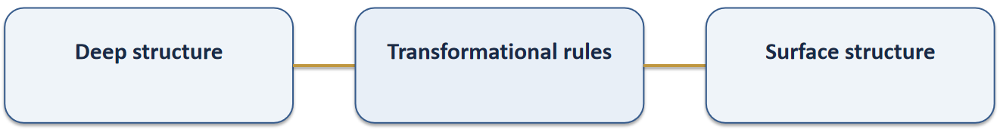 Deep structure
Transformational rules
Surface structure